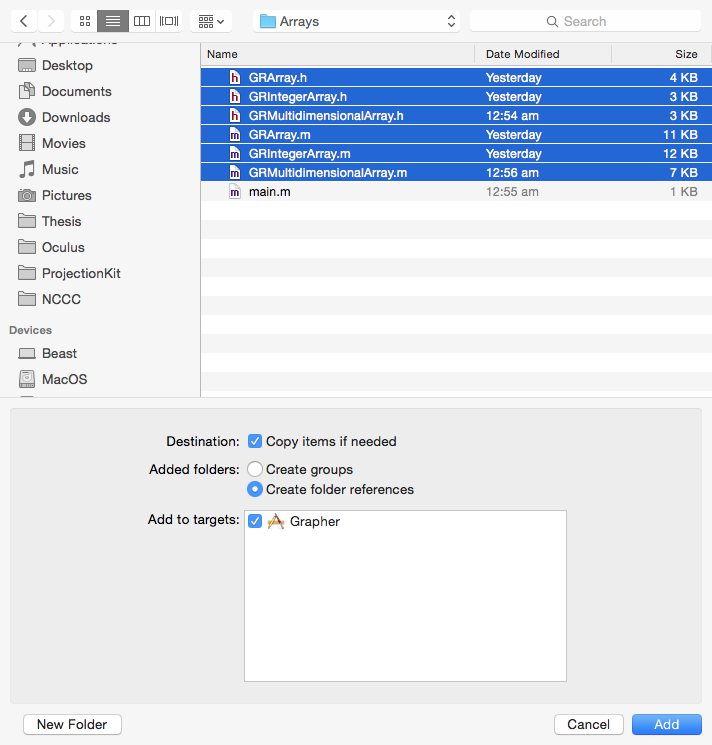 Arrays
Search
Applications
Desktop
Documents
Downloads
Movies
Music
Pictures
Thesis
Oculus
ProjectionKit
NCCC
Devices
Beast
MacOS
Name Date Modified Size
GRArray.h Yesterday 4 KB
GRIntegerArray.h Yesterday 3 KB
GRMultidimensionalArray.h 12:54 am 3 KB
GRArray.m Yesterday 11 KB
GRIntegerArray.m Yesterday 12 KB
GRMultidimensionalArray.m 12:56 am 7 KB
main.m 12:55 am 1 KB
Destination: Copy items if needed
Added folders: Create groups
Create folder references
Add to targets: Grapher
New Folder Cancel Add